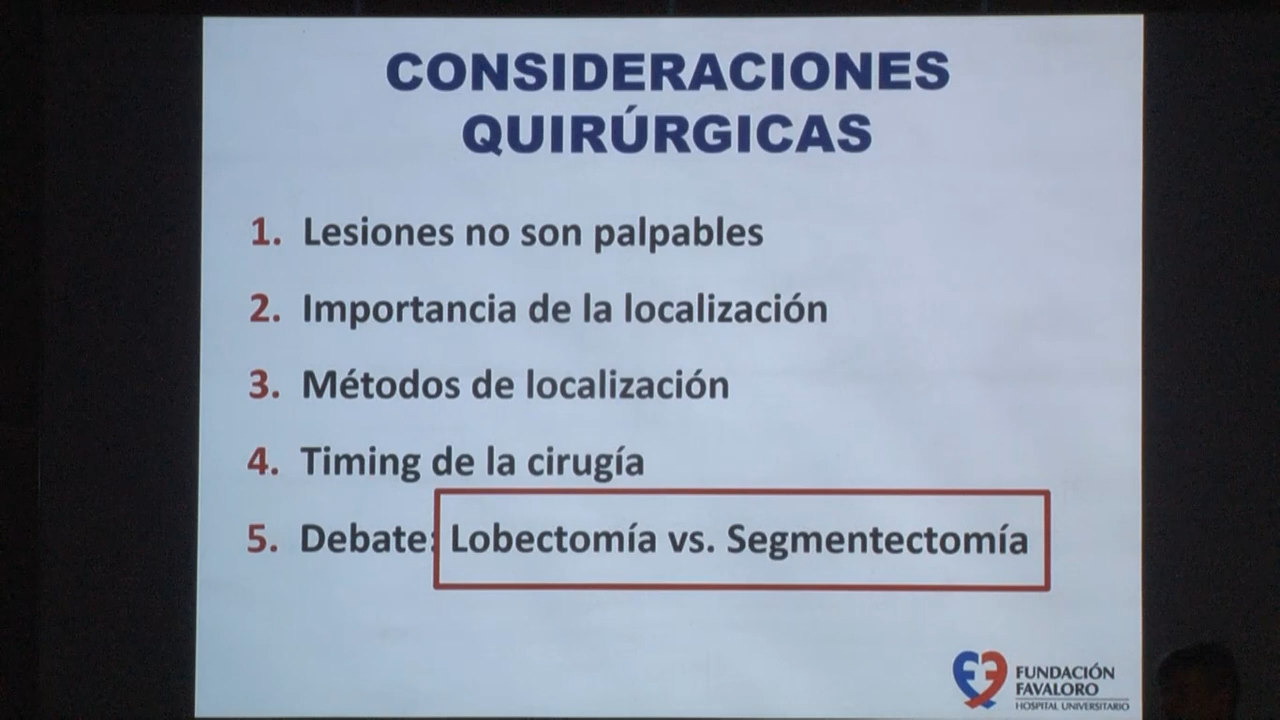 CONSIDERACIONES
QUIRÚRGICAS
1. Lesiones no son palpables
2. Importancia de la localización
3. Métodos de localización
4. Timing de la cirugía
5. Debate: Lobectomía vs. Segmentectomía
FUNDACIÓN
FAVALORO
HOSPITAL UNIVERSITARIO